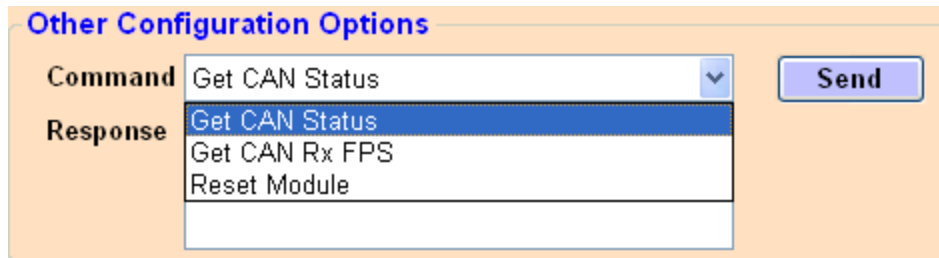 Other Configuration Options
Command Get CAN Status Send
Response Get CAN Status
Get CAN Rx FPS
Reset Module